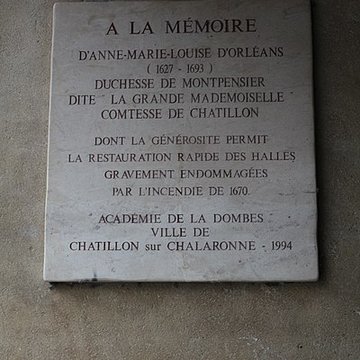 A LA MÉMOIRE
D'ANNE-MARIE-LOUISE D'ORLÉANS
( 1627 - 1693 )
DUCHESSE DE MONTPENSIER
DITE " LA GRANDE MADEMOISELLE "
COMTESSE DE CHATILLON
DONT LA GÉNÉROSITE PERMIT
LA RESTAURATION RAPIDE DES HALLES
GRAVEMENT ENDOMMAGÉES
PAR L'INCENDIE DE 1670.
ACADÉMIE DE LA DOMBES
VILLE DE
CHATILLON sur CHALARONNE - 1994